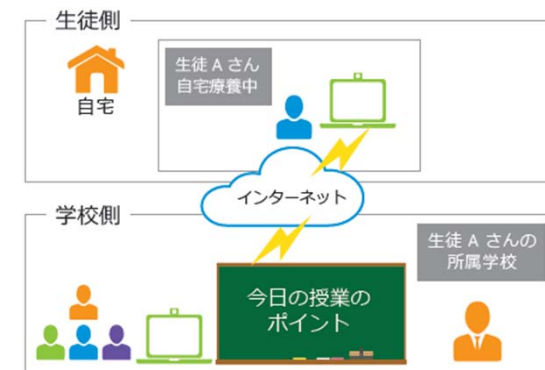 生徒側
生徒 A さん
自宅療養中
自宅
インターネット
学校側
生徒 A さんの
所属学校
今日の授業の
ポイント